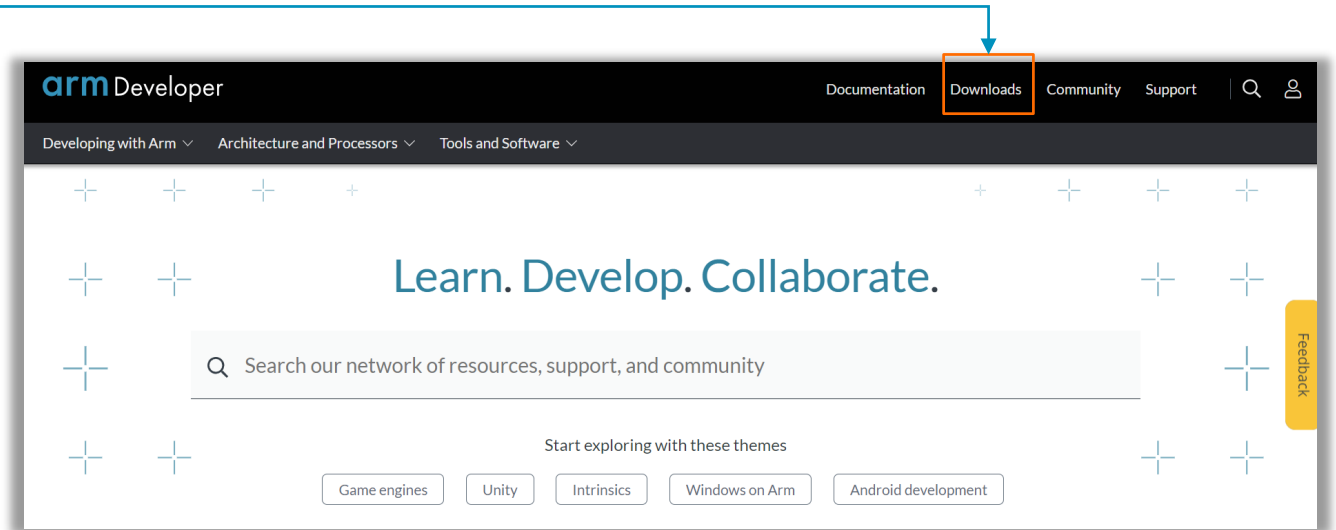 arm Developer
Documentation Downloads Community Support
Developing with Arm Architecture and Processors Tools and Software
Learn. Develop. Collaborate.
Search our network of resources, support, and community
Feedback
Start exploring with these themes
Game engines Unity Intrinsics Windows on Arm Android development